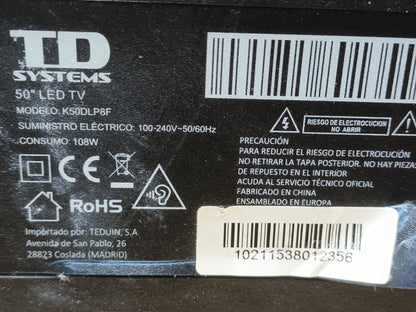 TD
SYSTEMS
50" LED TV
MODELO: K50DLP8F
SUMINISTRO ELÉCTRICO: 100-240V~50/60Hz
CONSUMO: 108W
CE
RoHS
Importado por: TEDUIN, S.A
Avenida de San Pablo, 26
28823 Coslada (MADRID)
RIESGO DE ELECTROCUCION
NO ABRIR
PRECAUCIÓN
PARA REDUCIR EL RIESGO DE ELECTROCUCIÓN
NO RETIRAR LA TAPA POSTERIOR. NO HAY PIEZAS
DE REPUESTO EN EL INTERIOR
ACUDA AL SERVICIO TÉCNICO OFICIAL
FABRICADO EN CHINA
ENSAMBLADO EN EUROPA
10211538012356